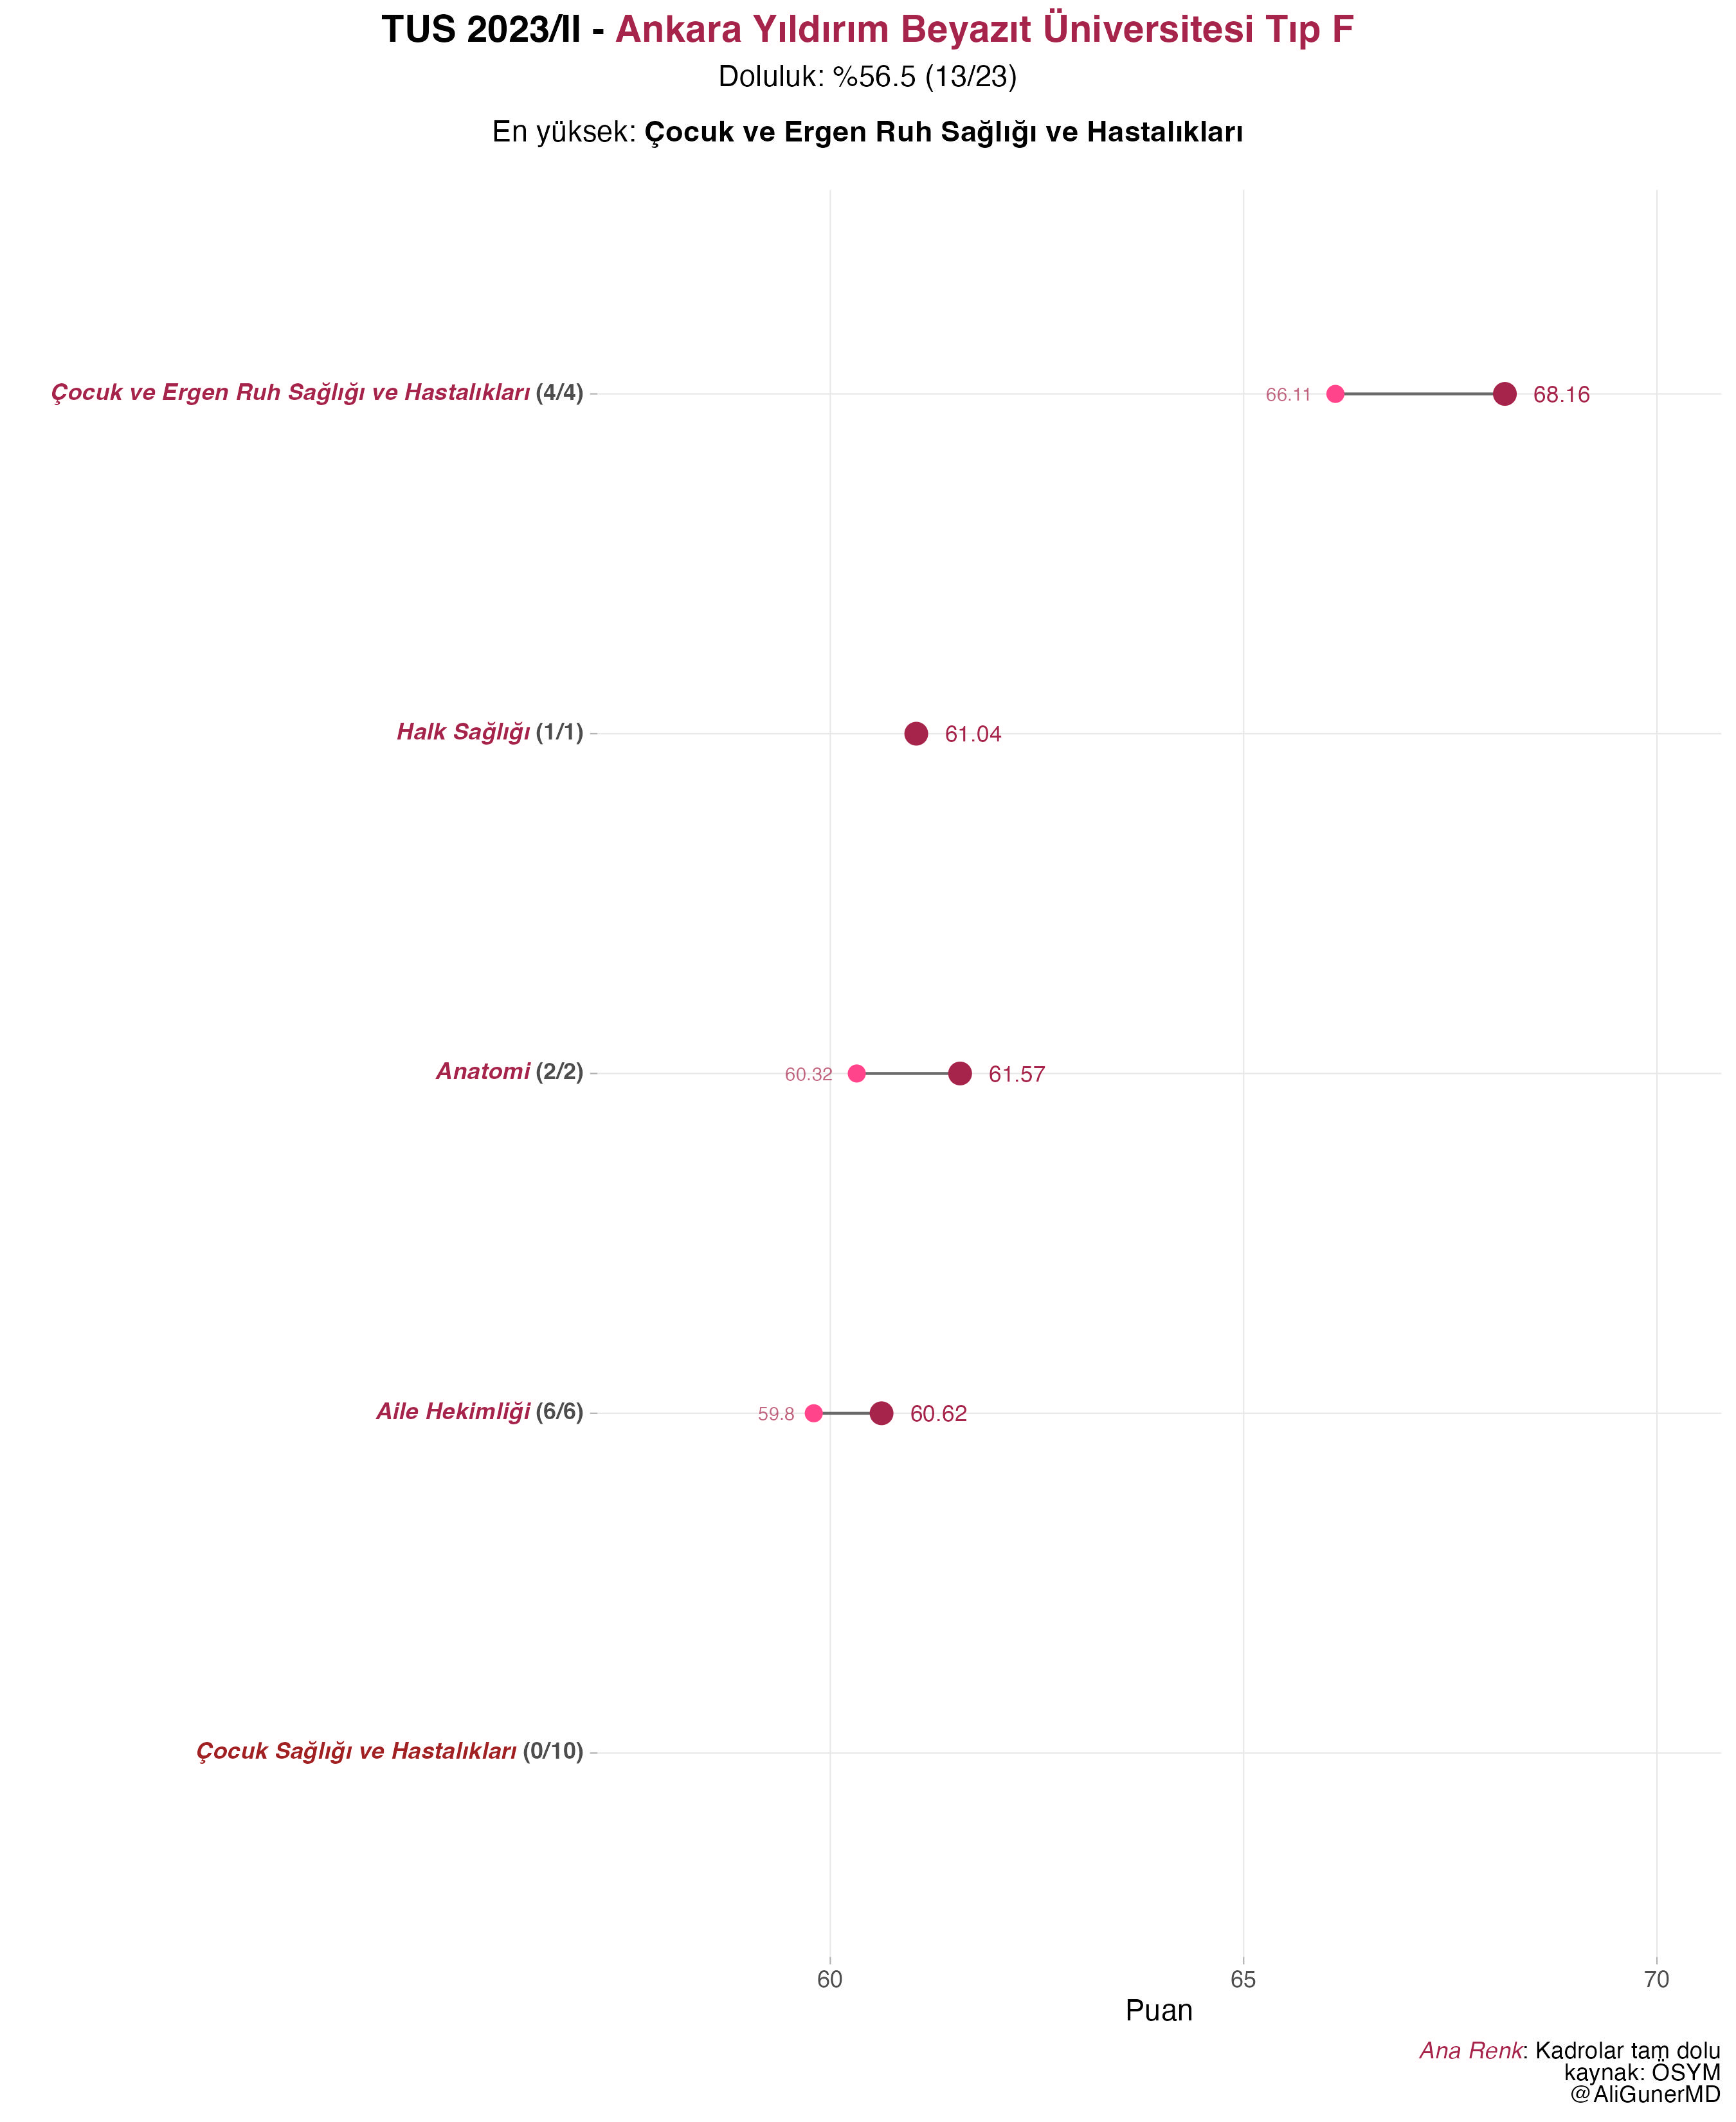 TUS 2023/II - Ankara Yıldırım Beyazıt Üniversitesi Tıp F
Doluluk: %56.5 (13/23)
En yüksek: Çocuk ve Ergen Ruh Sağlığı ve Hastalıkları
Çocuk ve Ergen Ruh Sağlığı ve Hastalıkları (4/4) 66.11 68.16
Halk Sağlığı (1/1) 61.04
Anatomi (2/2) 60.32 61.57
Aile Hekimliği (6/6) 59.8 60.62
Çocuk Sağlığı ve Hastalıkları (0/10)
60 65 70
Puan
Ana Renk: Kadrolar tam dolu
kaynak: ÖSYM
@AliGunerMD